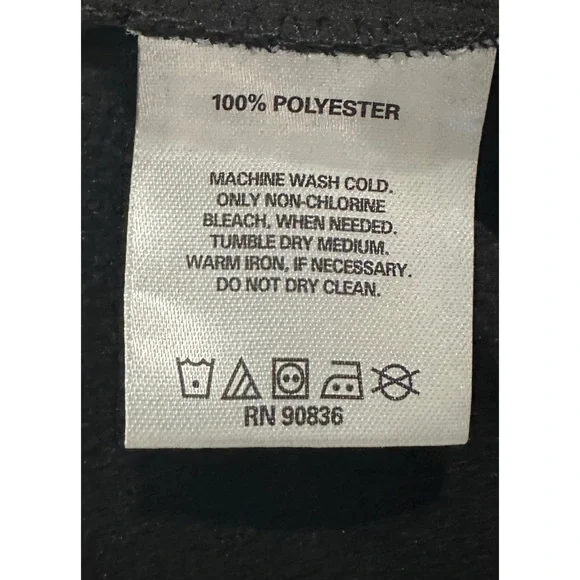 100% POLYESTER
MACHINE WASH COLD.
ONLY NON-CHLORINE
BLEACH, WHEN NEEDED.
TUMBLE DRY MEDIUM.
WARM IRON, IF NECESSARY.
DO NOT DRY CLEAN.
RN 90836